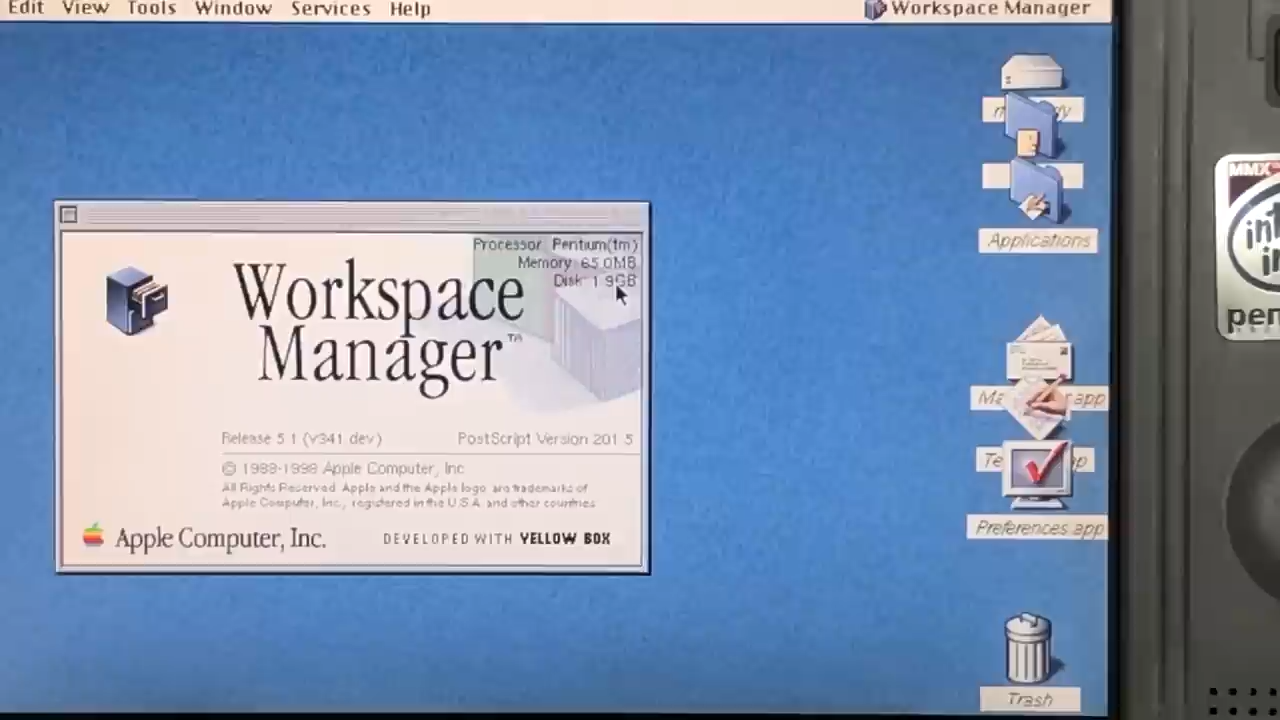 Edit View Tools Window Services Help
Workspace Manager
Processor: Pentium(tm)
Memory: 65.0MB
Disk: 1.9GB
Workspace
Manager™
Release 5.1 (v341.dev)
PostScript Version 201.5
© 1989-1998 Apple Computer, Inc.
All Rights Reserved. Apple and the Apple logo are trademarks of
Apple Computer, Inc., registered in the U.S.A. and other countries.
Apple Computer, Inc.
DEVELOPED WITH YELLOW BOX
Applications
Preferences.app
Trash
MMX